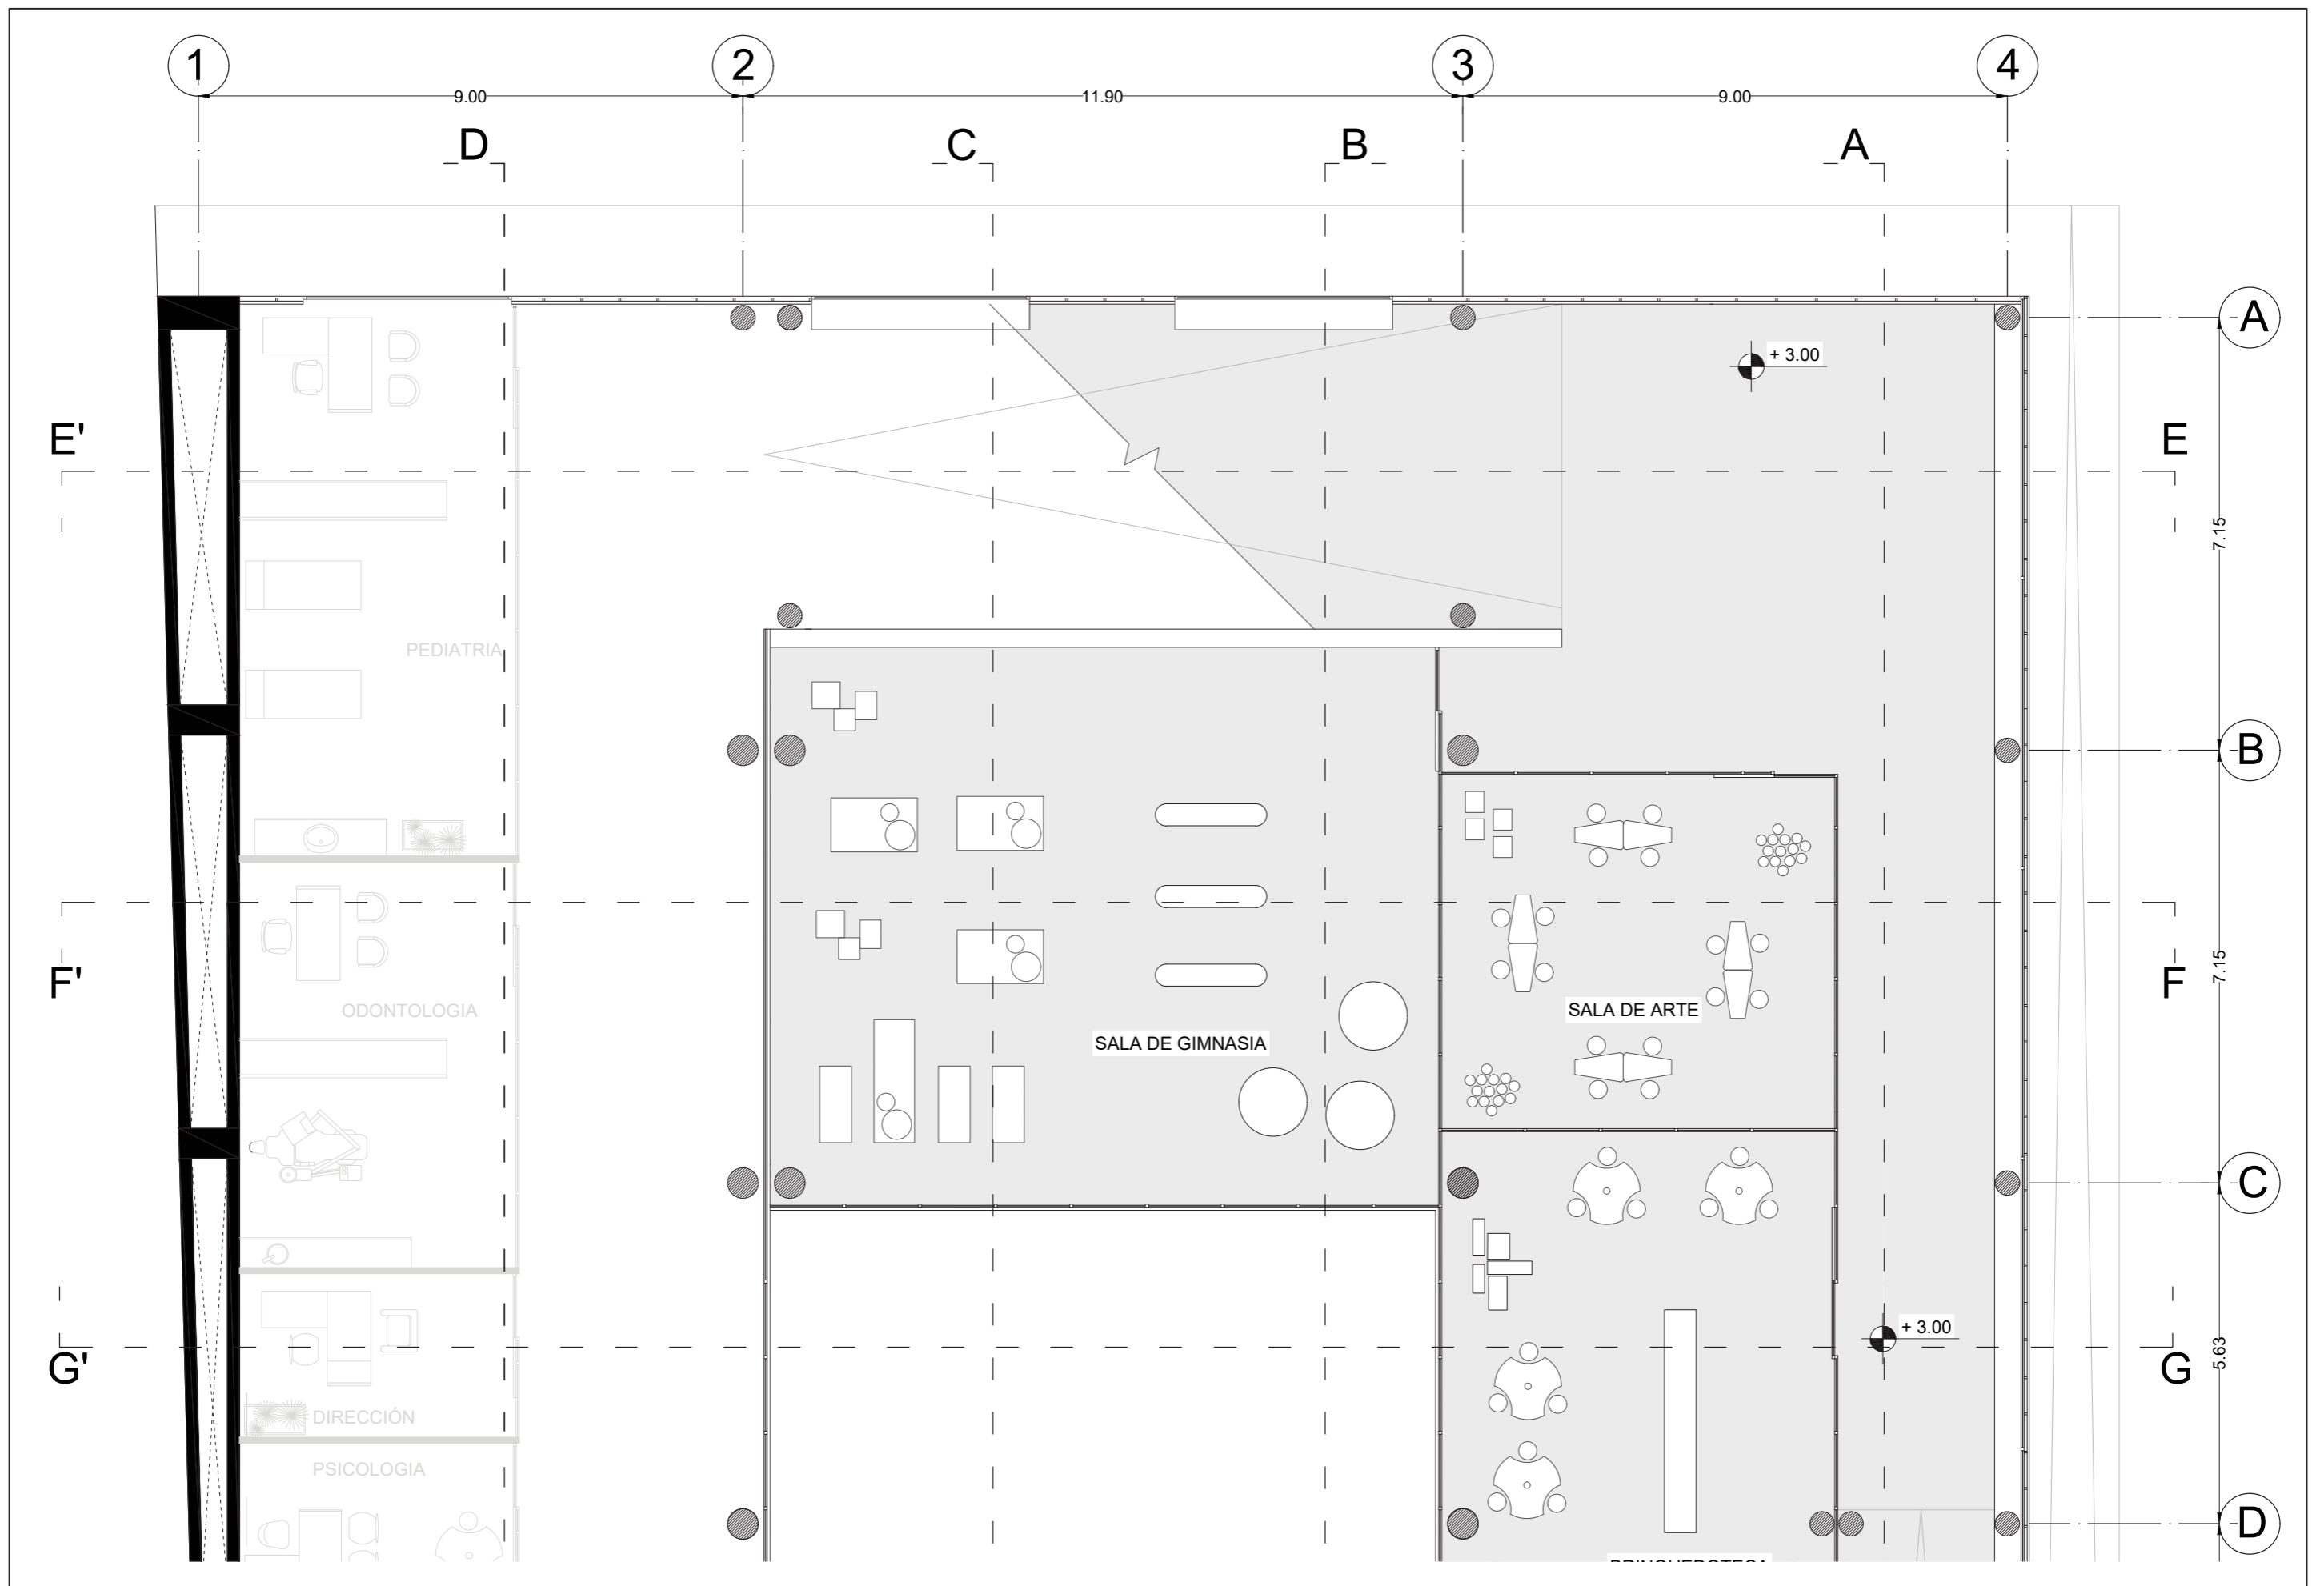 1 2 3 4
9.00 11.90 9.00
D C B A
A
+ 3.00
E' E
7.15
PEDIATRIA
B
F' F
7.15
ODONTOLOGIA
SALA DE ARTE
SALA DE GIMNASIA
C
+ 3.00
5.63
G' G
DIRECCIÓN
PSICOLOGIA
D
BRINQUEDOTECA